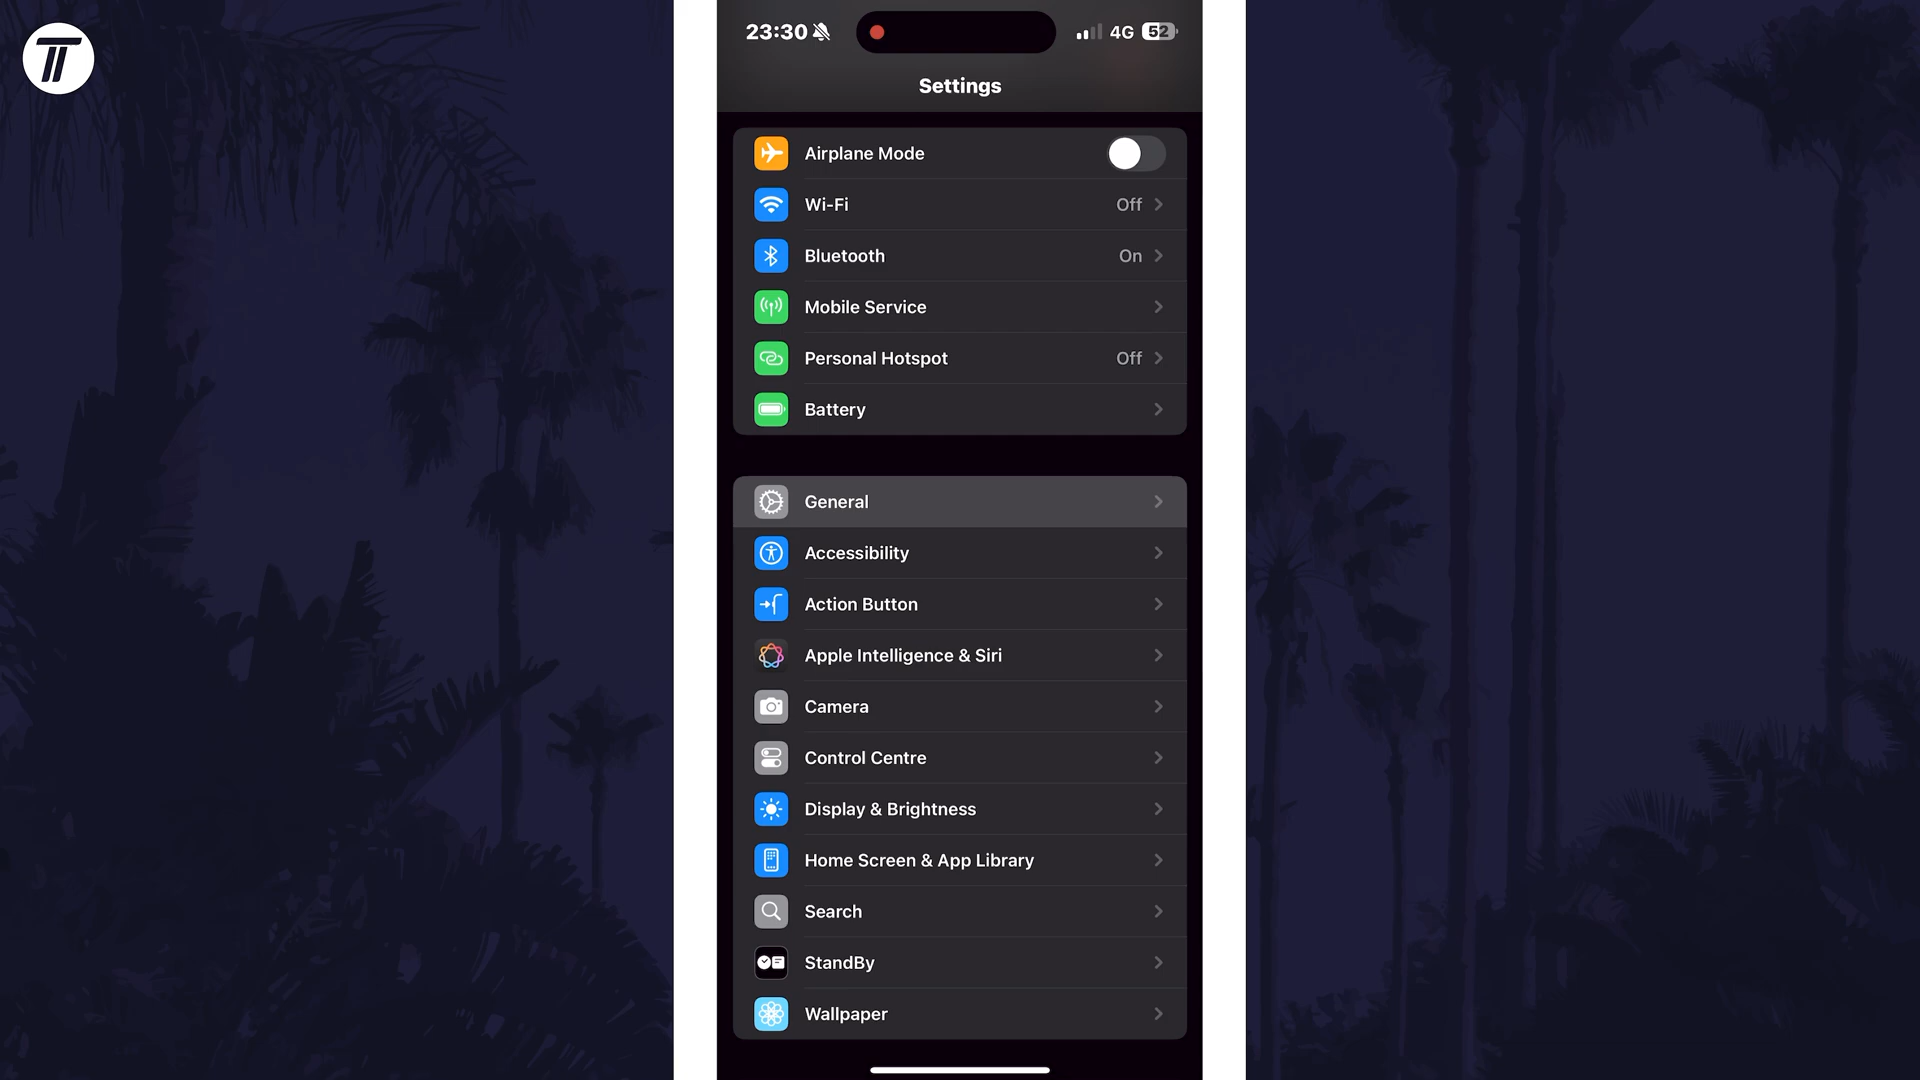 23:30
4G
52
Settings
Airplane Mode
Wi-Fi
Off
Bluetooth
On
Mobile Service
Personal Hotspot
Off
Battery
General
Accessibility
Action Button
Apple Intelligence & Siri
Camera
Control Centre
Display & Brightness
Home Screen & App Library
Search
StandBy
Wallpaper